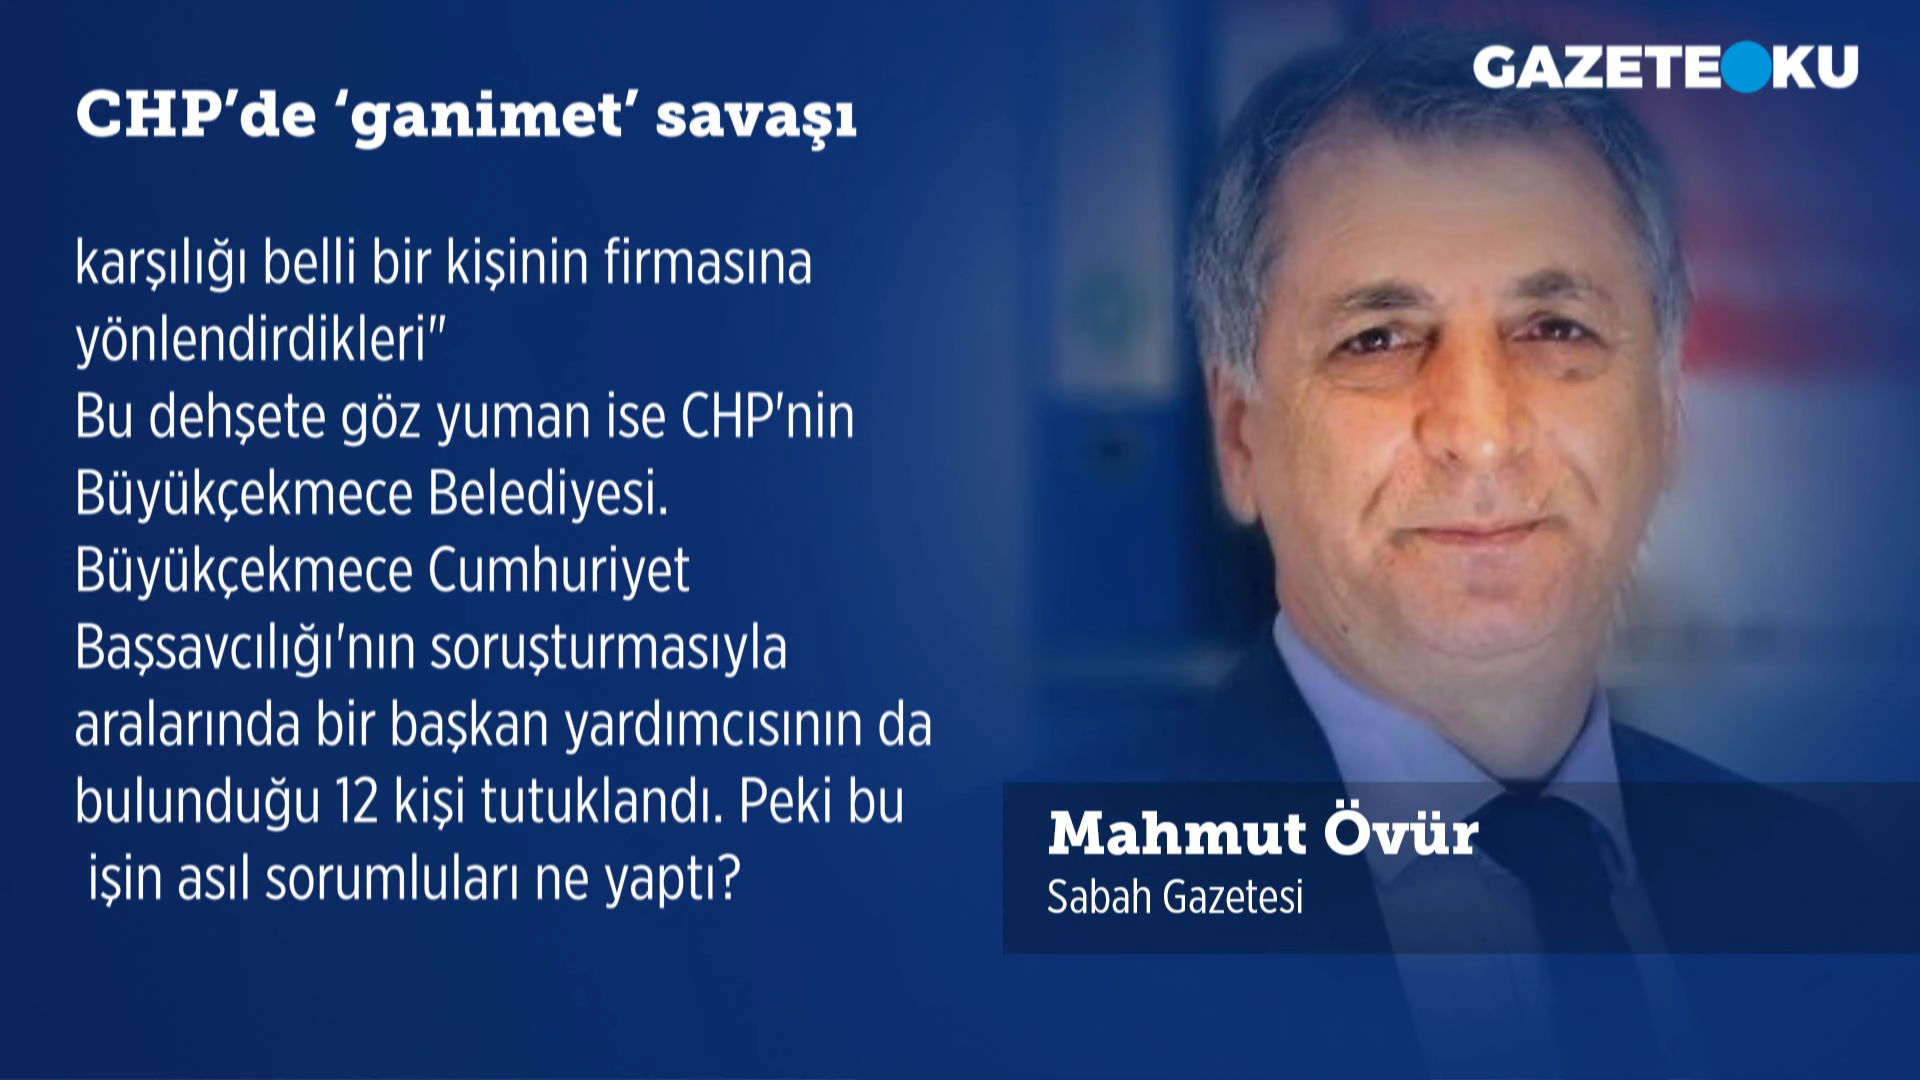 GAZETEOKU
CHP’de ‘ganimet’ savaşı
karşılığı belli bir kişinin firmasına
yönlendirdikleri"
Bu dehşete göz yuman ise CHP'nin
Büyükçekmece Belediyesi.
Büyükçekmece Cumhuriyet
Başsavcılığı'nın soruşturmasıyla
aralarında bir başkan yardımcısının da
bulunduğu 12 kişi tutuklandı. Peki bu
işin asıl sorumluları ne yaptı?
Mahmut Övür
Sabah Gazetesi